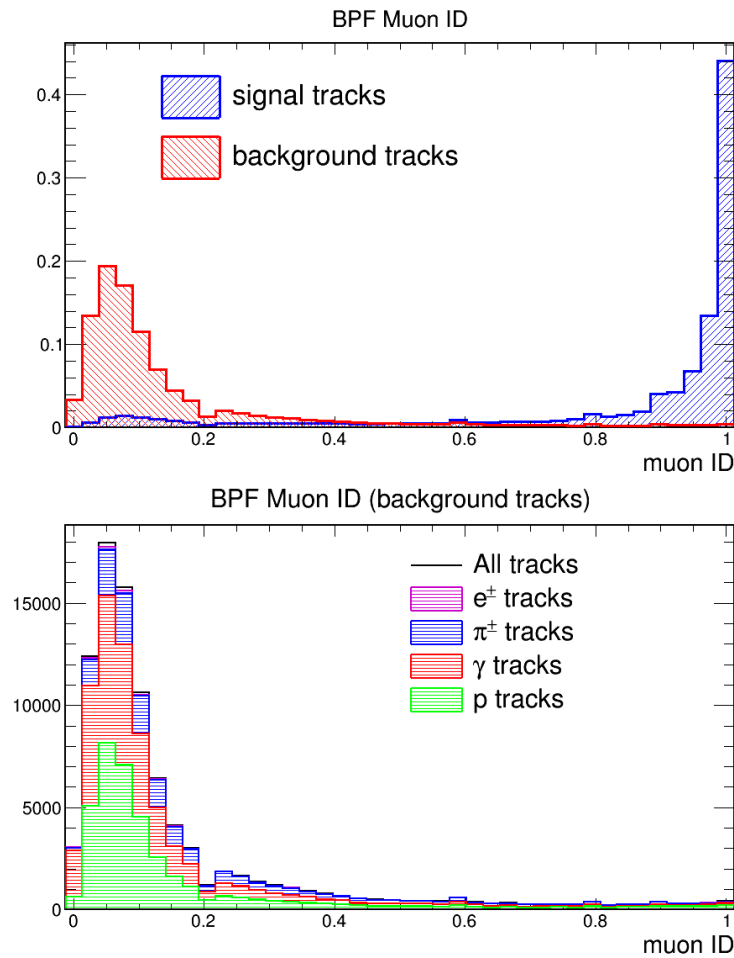 BPF Muon ID
signal tracks
background tracks
0.4
0.3
0.2
0.1
0
0 0.2 0.4 0.6 0.8 1
muon ID
BPF Muon ID (background tracks)
All tracks
e± tracks
π± tracks
γ tracks
p tracks
15000
10000
5000
0
0 0.2 0.4 0.6 0.8 1
muon ID